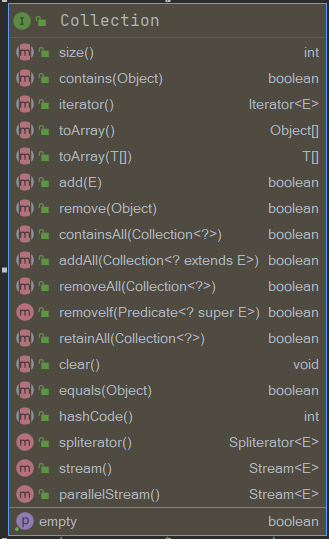 I Collection
m size() int
m contains(Object) boolean
m iterator() Iterator<E>
m toArray() Object[]
m toArray(T[]) T[]
m add(E) boolean
m remove(Object) boolean
m containsAll(Collection<?>) boolean
m addAll(Collection<? extends E>) boolean
m removeAll(Collection<?>) boolean
m removeIf(Predicate<? super E>) boolean
m retainAll(Collection<?>) boolean
m clear() void
m equals(Object) boolean
m hashCode() int
m spliterator() Spliterator<E>
m stream() Stream<E>
m parallelStream() Stream<E>
p empty boolean